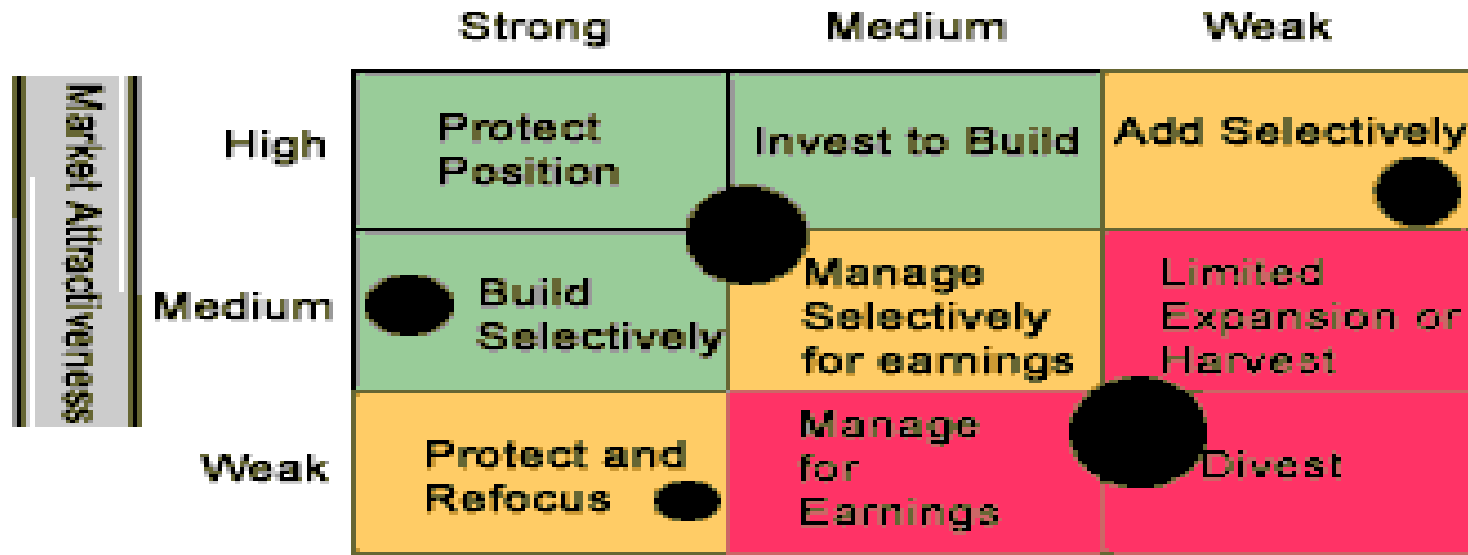 Strong Medium Weak
Market Attractiveness
High
Protect
Position
Invest to Build
Add Selectively
Medium
Build
Selectively
Manage
Selectively
for earnings
Limited
Expansion or
Harvest
Weak
Protect and
Refocus
Manage
for
Earnings
Divest